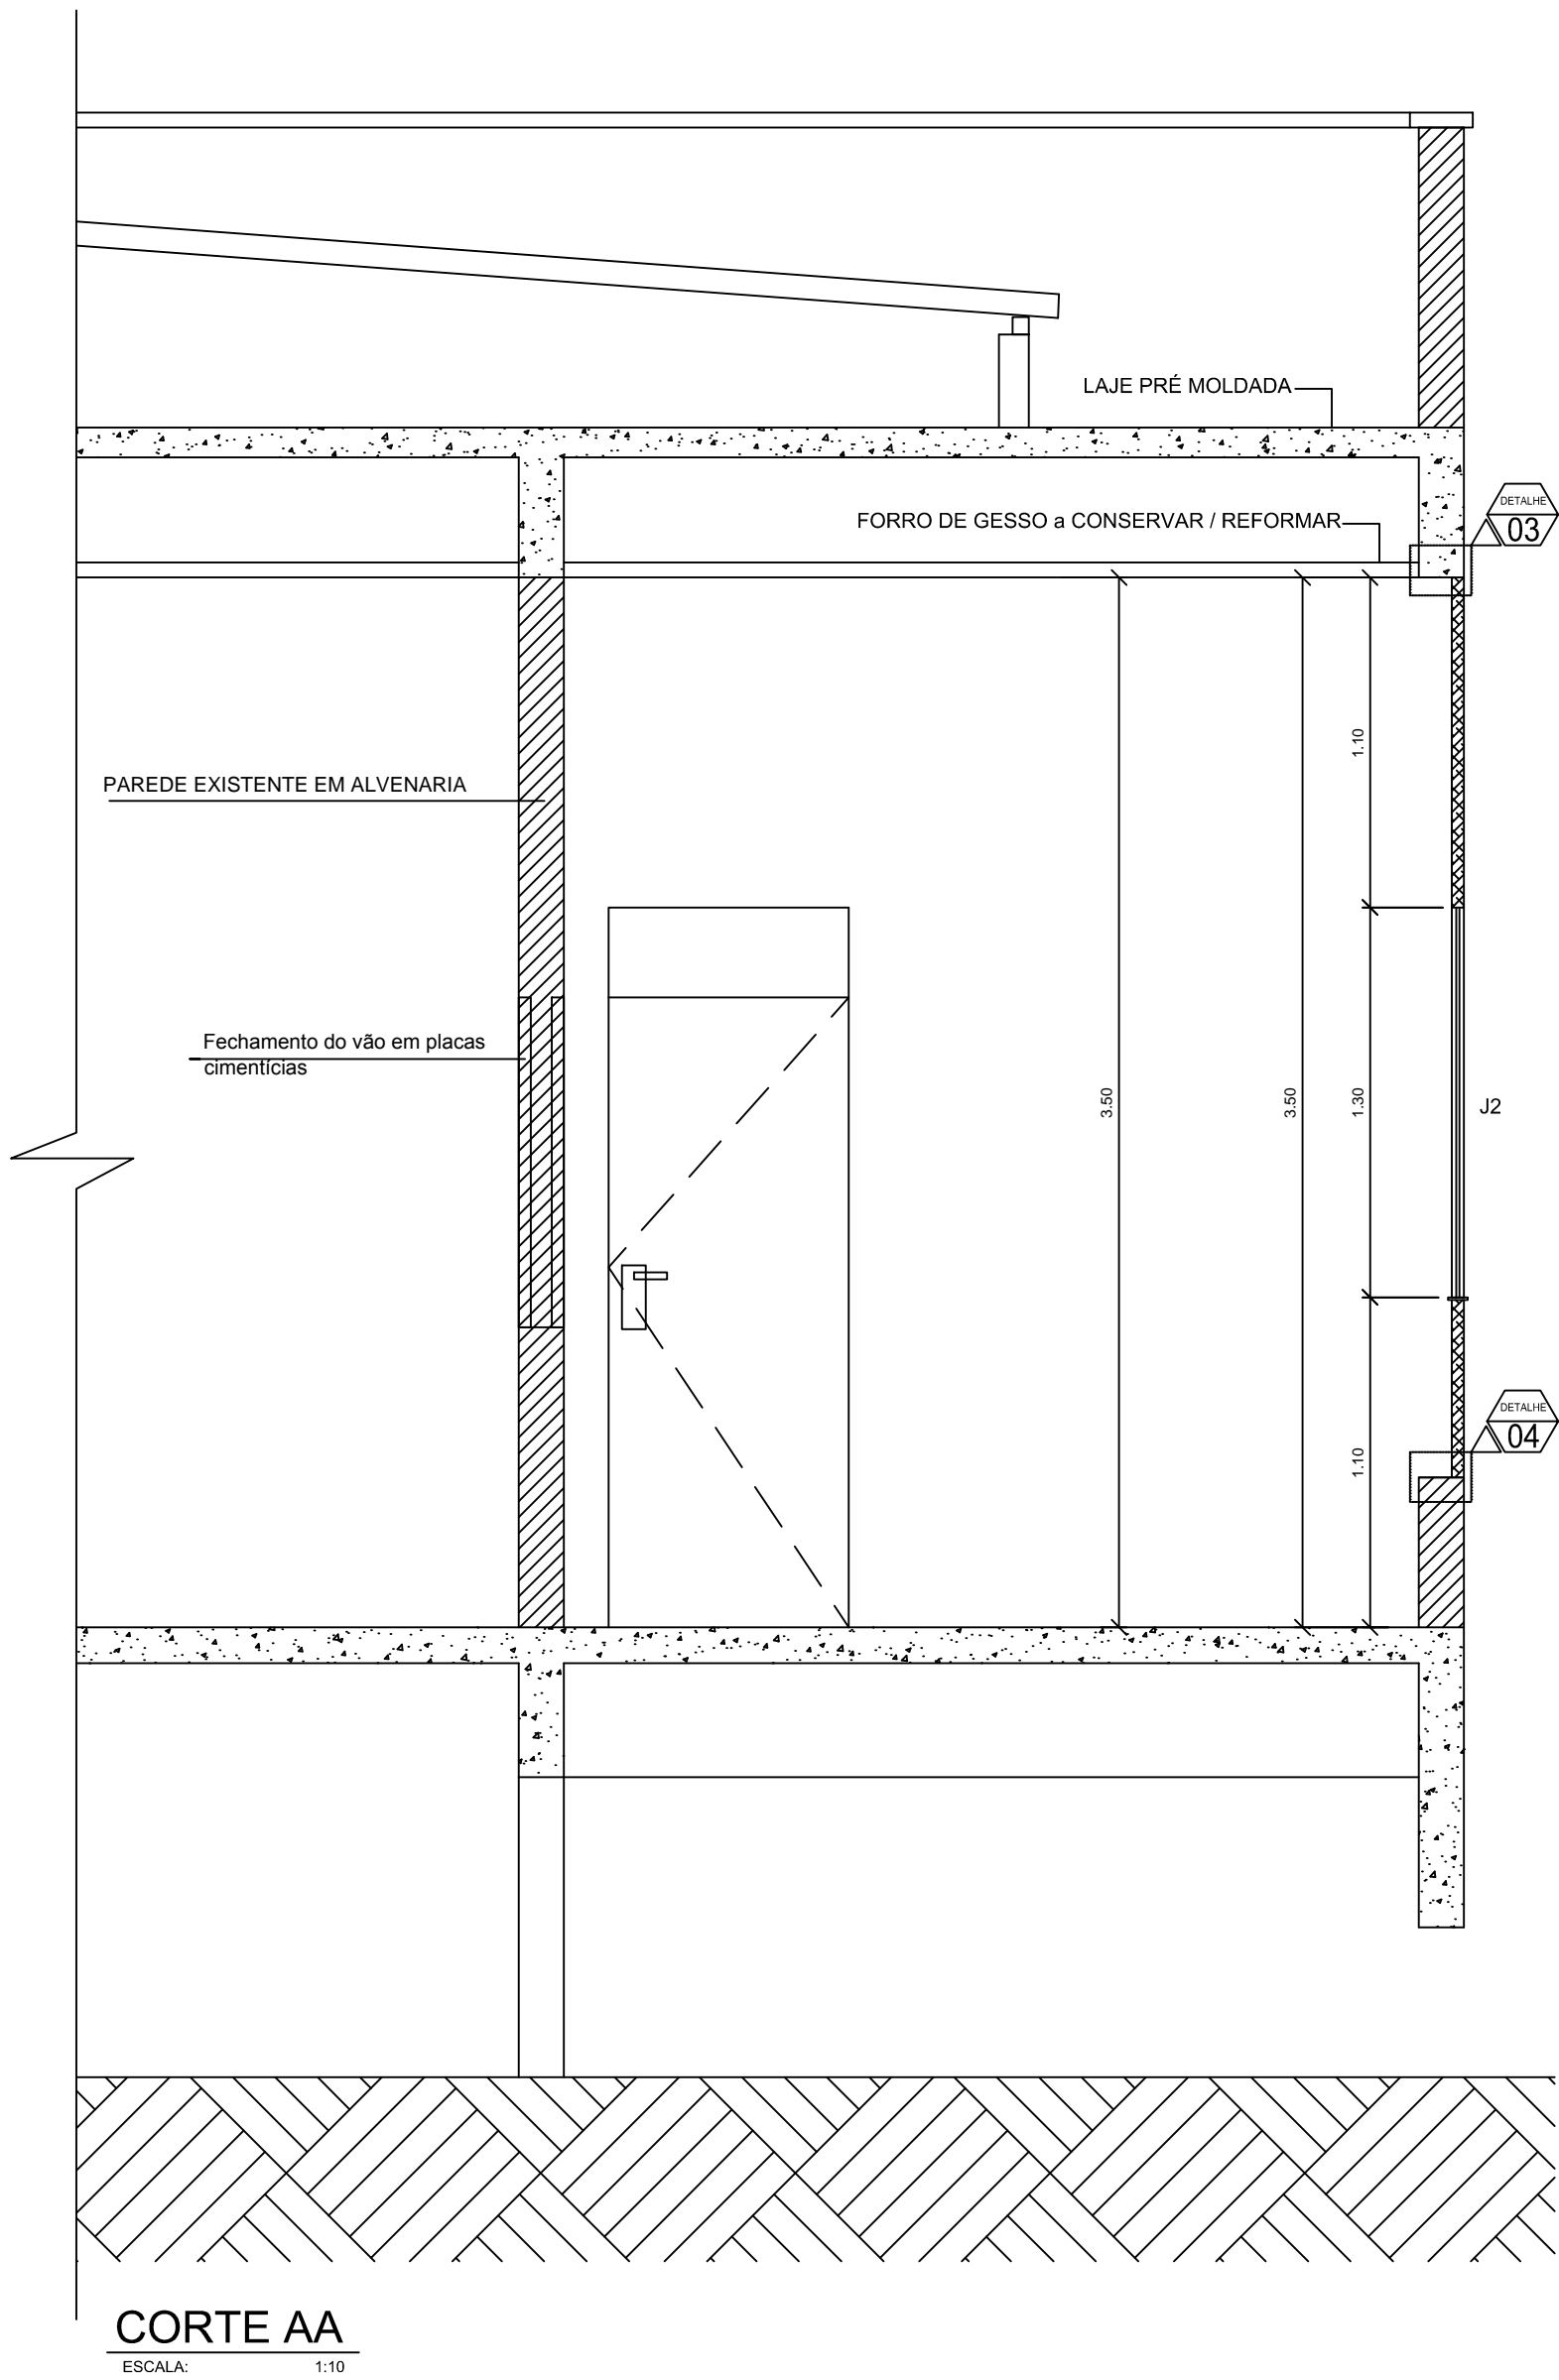 LAJE PRÉ MOLDADA
DETALHE
03
FORRO DE GESSO a CONSERVAR / REFORMAR
1.10
PAREDE EXISTENTE EM ALVENARIA
Fechamento do vão em placas
cimentícias
3.50
3.50
1.30
J2
DETALHE
04
1.10
CORTE AA
ESCALA: 1:10